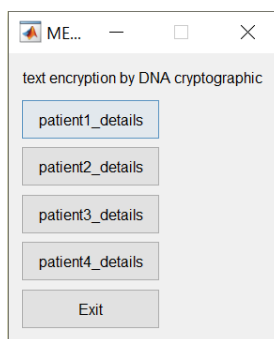 ME...
text encryption by DNA cryptographic
patient1_details
patient2_details
patient3_details
patient4_details
Exit